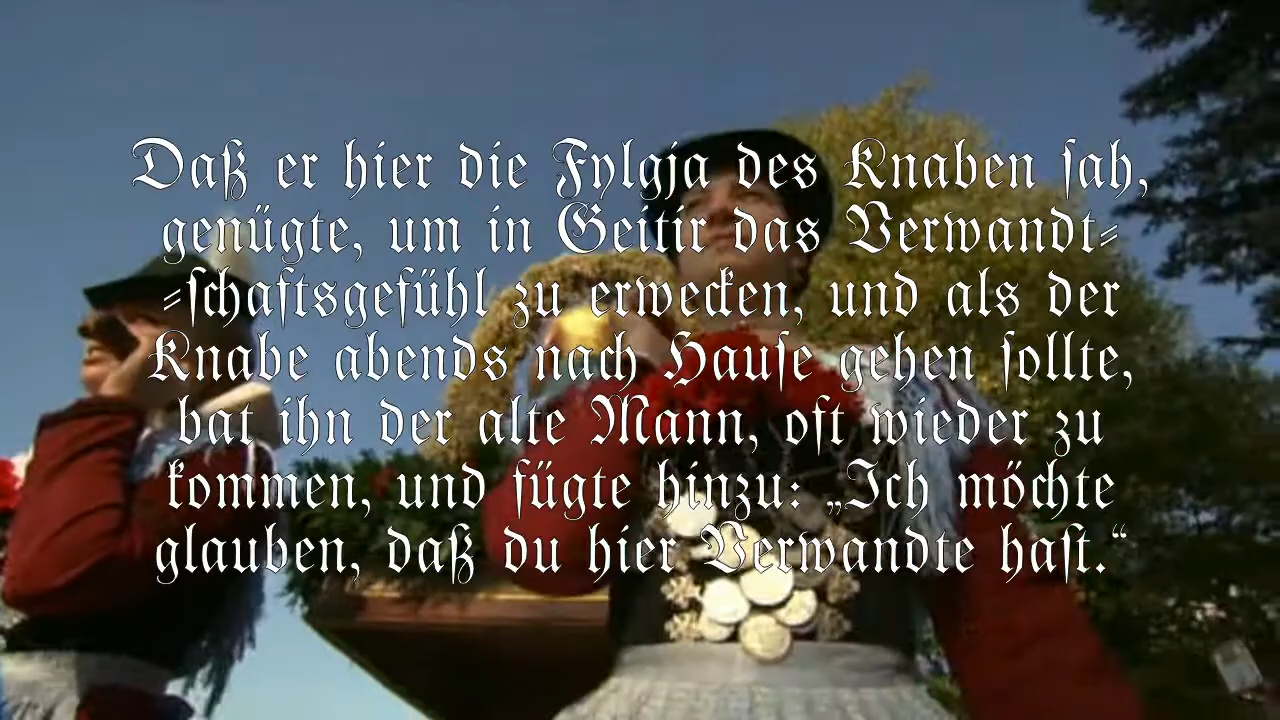 Daß er hier die Fylgja des Knaben ſah,
genügte, um in Geitir das Verwandt⸗
⸗ſchaftsgefühl zu erwecken, und als der
Knabe abends nach Hauſe gehen ſollte,
bat ihn der alte Mann, oft wieder zu
kommen, und fügte hinzu: „Ich möchte
glauben, daß du hier Verwandte haſt.“